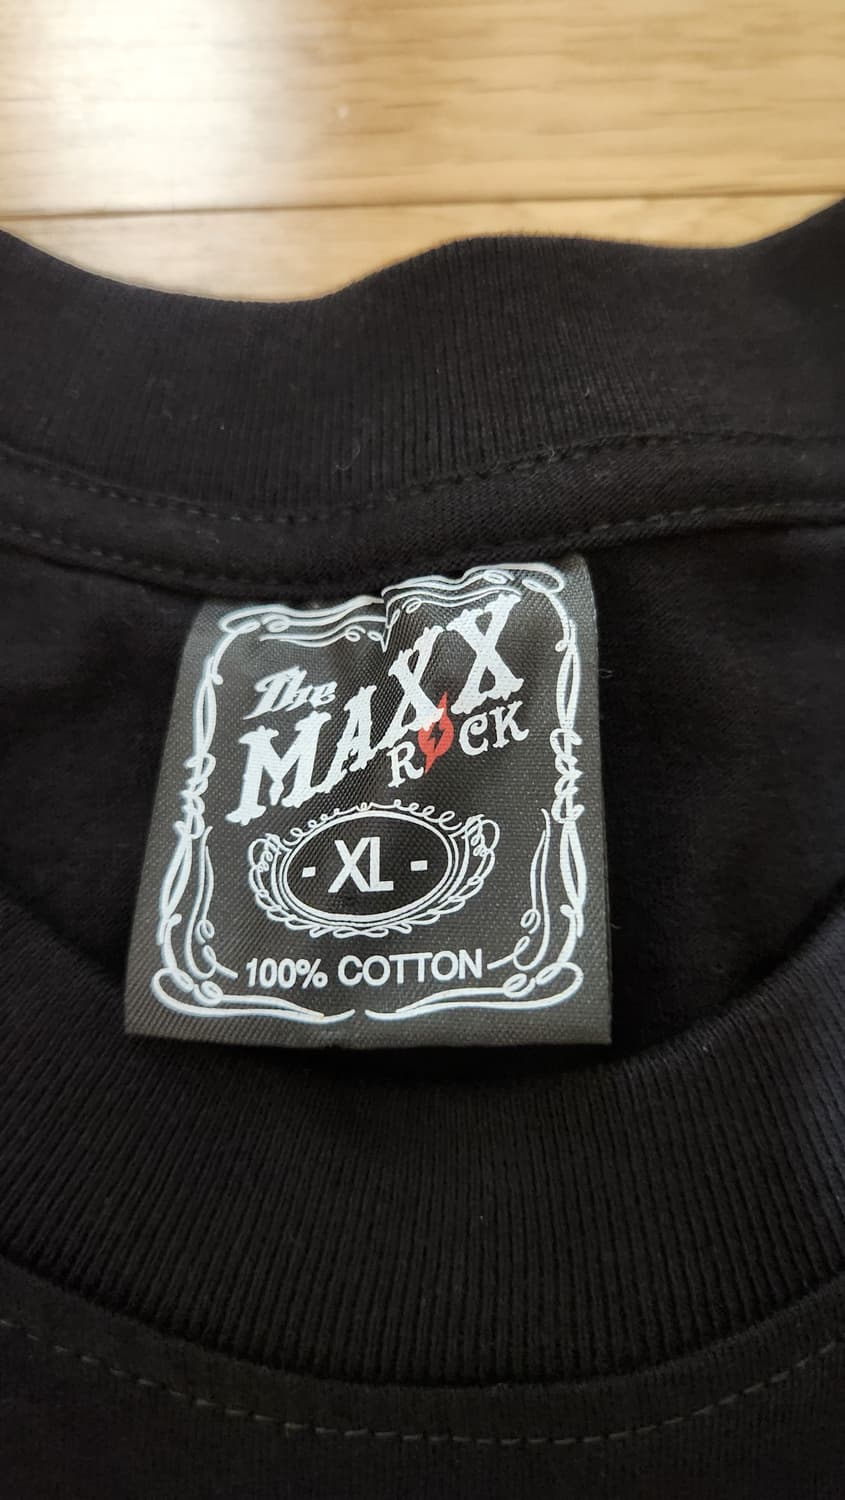 The
MAXX
ROCK
- XL -
100% COTTON